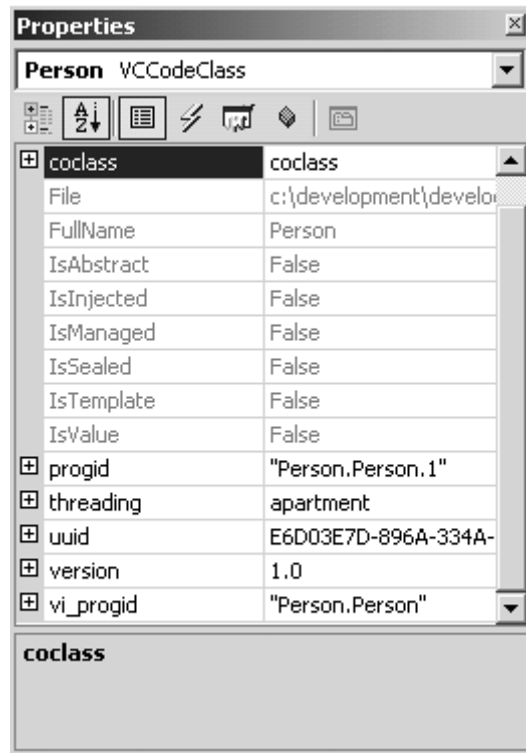 Properties
Person VCCodeClass
coclass coclass
File c:\development\develo
FullName Person
IsAbstract False
IsInjected False
IsManaged False
IsSealed False
IsTemplate False
IsValue False
progid "Person.Person.1"
threading apartment
uuid E6D03E7D-896A-334A-
version 1.0
vi_progid "Person.Person"
coclass